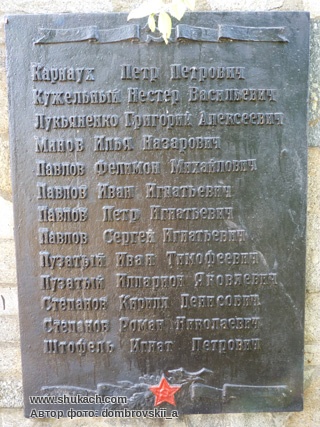 Карнаух Петр Петрович
Кужельный Нестер Васильевич
Лукьяненко Григорий Алексеевич
Минов Илья Назарович
Павлов Филимон Михайлович
Павлов Иван Игнатьевич
Павлов Петр Игнатьевич
Павлов Сергей Игнатьевич
Пузатый Иван Тимофеевич
Пузатый Илларион Яковлевич
Степанов Кирилл Денисович
Степанов Роман Николаевич
Штофель Игнат Петрович
www.shukach.com
Автор фото: dombrovskii_a